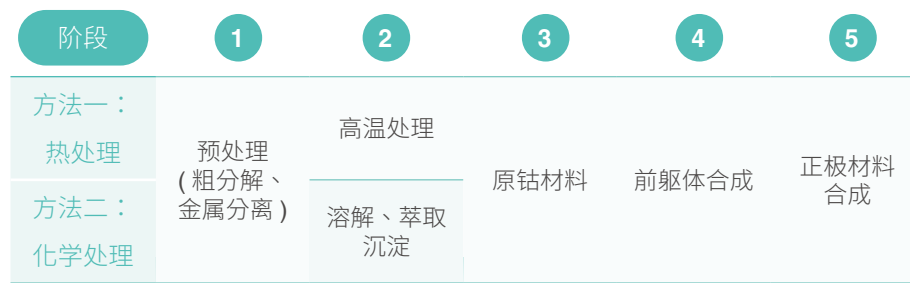 阶段
1
2
3
4
5
方法一：
热处理
方法二：
化学处理
预处理
( 粗分解、
金属分离 )
高温处理
溶解、萃取
沉淀
原钴材料
前躯体合成
正极材料
合成